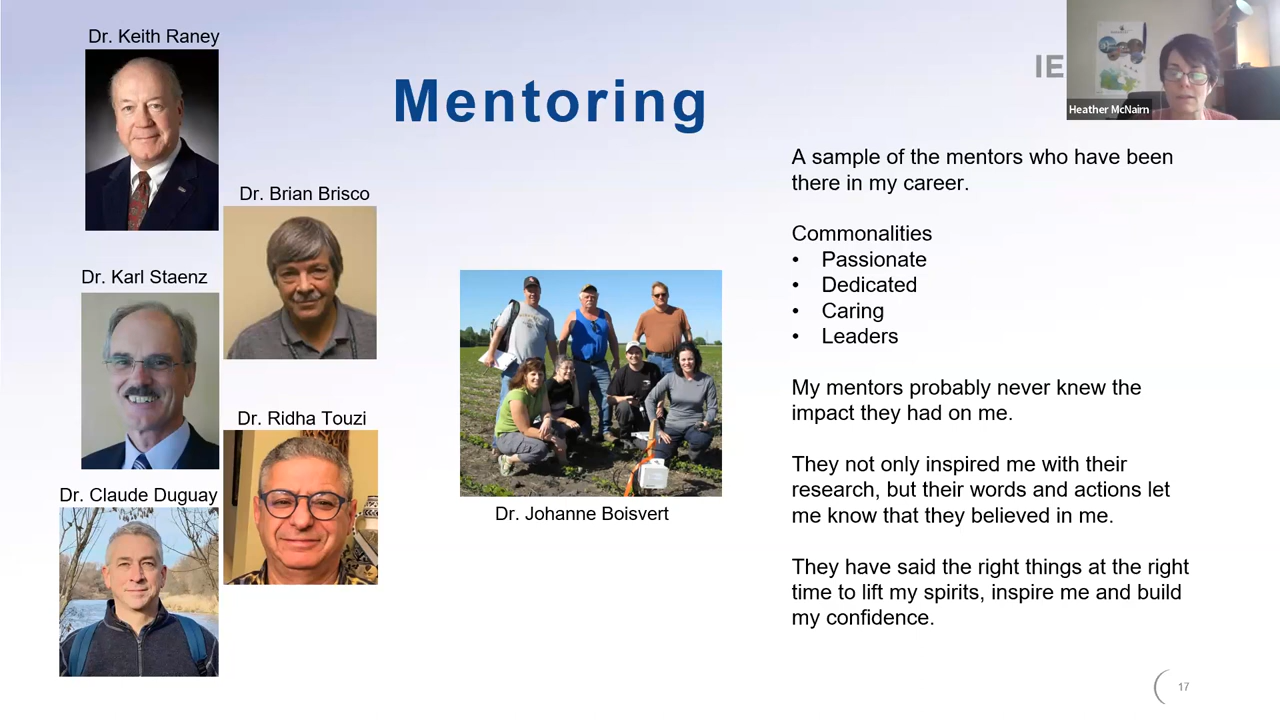 Dr. Keith Raney
Mentoring
IE
Heather McNairn
Dr. Brian Brisco
Dr. Karl Staenz
Dr. Ridha Touzi
Dr. Claude Duguay
Dr. Johanne Boisvert
A sample of the mentors who have been
there in my career.
Commonalities
• Passionate
• Dedicated
• Caring
• Leaders
My mentors probably never knew the
impact they had on me.
They not only inspired me with their
research, but their words and actions let
me know that they believed in me.
They have said the right things at the right
time to lift my spirits, inspire me and build
my confidence.
17